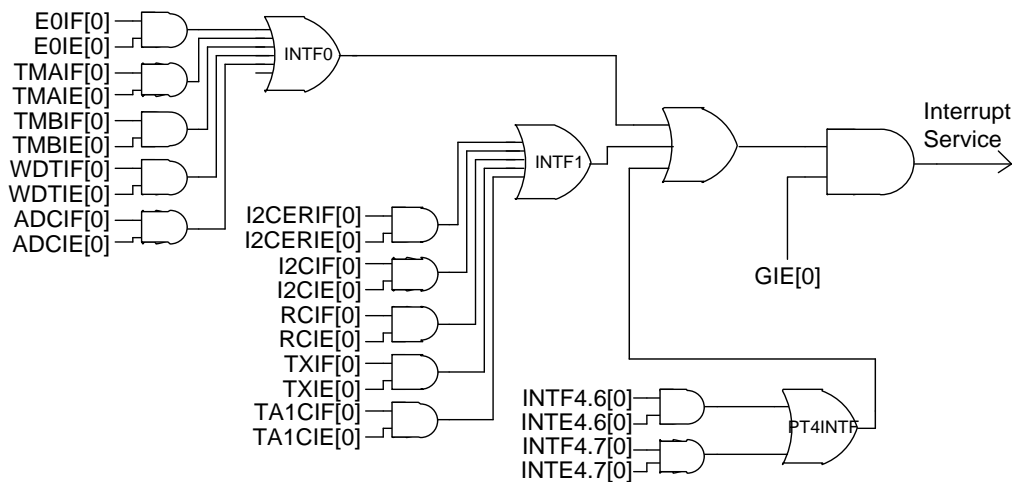 E0IF[0]
E0IE[0]
TMAIF[0]
TMAIE[0]
TMBIF[0]
TMBIE[0]
WDTIF[0]
WDTIE[0]
ADCIF[0]
ADCIE[0]
INTF0
I2CERIF[0]
I2CERIE[0]
I2CIF[0]
I2CIE[0]
RCIF[0]
RCIE[0]
TXIF[0]
TXIE[0]
TA1CIF[0]
TA1CIE[0]
INTF1
INTF4.6[0]
INTE4.6[0]
INTF4.7[0]
INTE4.7[0]
PT4INTF
GIE[0]
Interrupt
Service